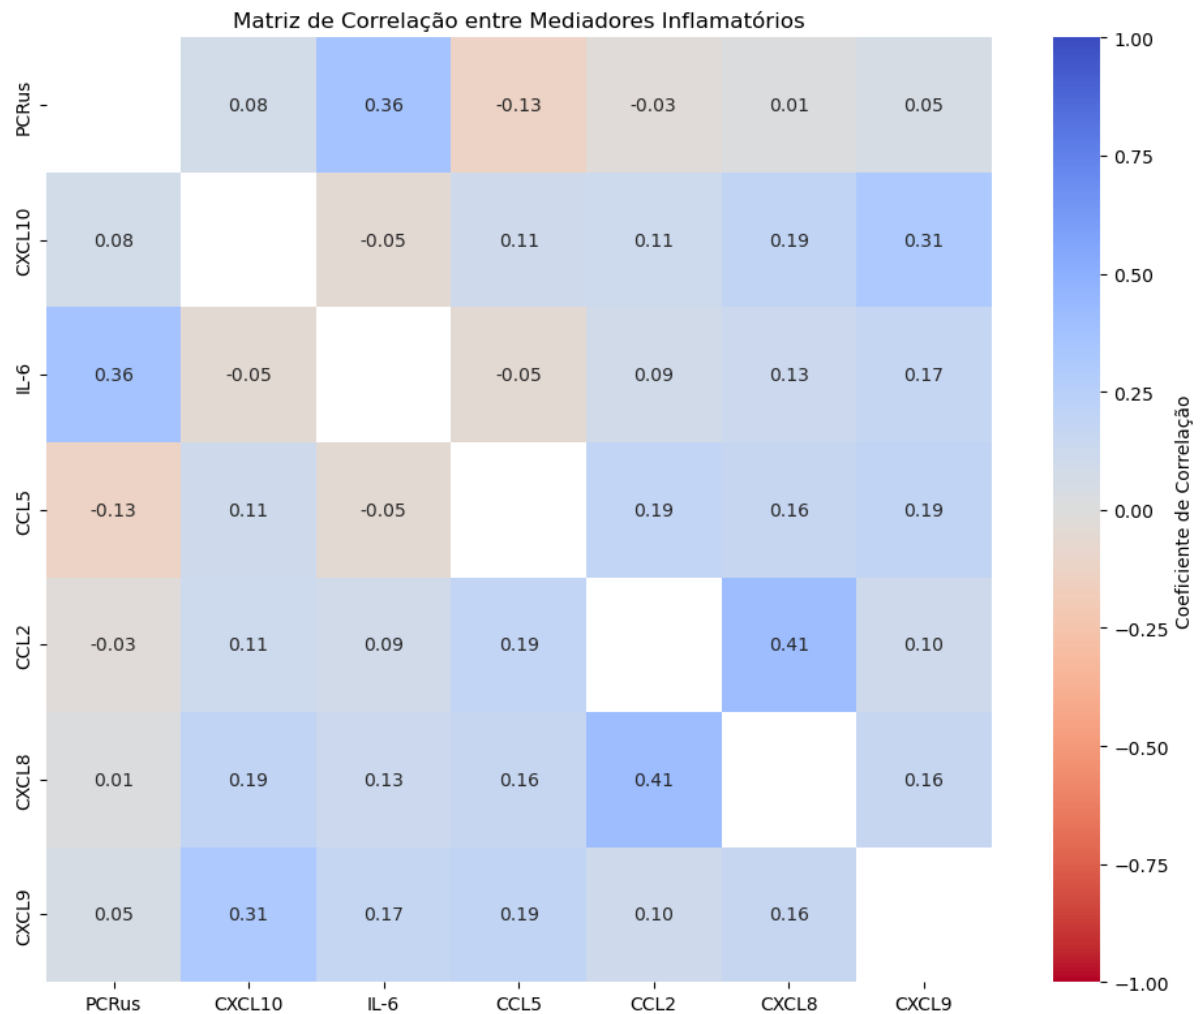 Matriz de Correlação entre Mediadores Inflamatórios
PCRus 0.08 0.36 -0.13 -0.03 0.01 0.05
CXCL10 0.08 -0.05 0.11 0.11 0.19 0.31
IL-6 0.36 -0.05 -0.05 0.09 0.13 0.17
CCL5 -0.13 0.11 -0.05 0.19 0.16 0.19
CCL2 -0.03 0.11 0.09 0.19 0.41 0.10
CXCL8 0.01 0.19 0.13 0.16 0.41 0.16
CXCL9 0.05 0.31 0.17 0.19 0.10 0.16
PCRus CXCL10 IL-6 CCL5 CCL2 CXCL8 CXCL9
1.00
0.75
0.50
0.25
0.00
−0.25
−0.50
−0.75
−1.00
Coeficiente de Correlação